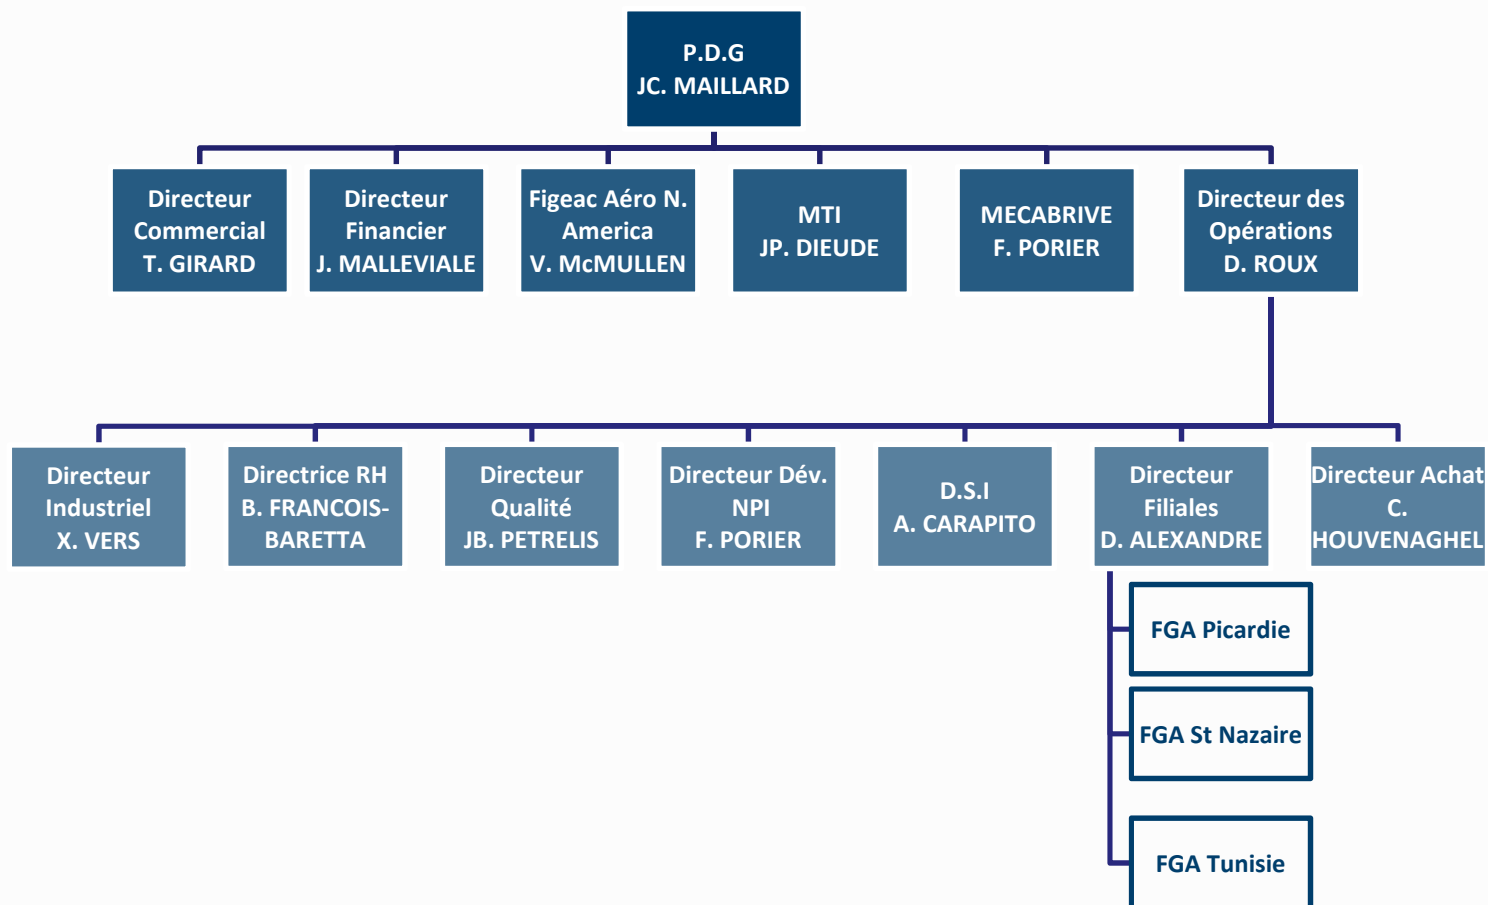 P.D.G
JC. MAILLARD
Directeur
Commercial
T. GIRARD
Directeur
Financier
J. MALLEVIALE
Figeac Aéro N.
America
V. McMULLEN
MTI
JP. DIEUDE
MECABRIVE
F. PORIER
Directeur des
Opérations
D. ROUX
Directeur
Industriel
X. VERS
Directrice RH
B. FRANCOIS-
BARETTA
Directeur
Qualité
JB. PETRELIS
Directeur Dév.
NPI
F. PORIER
D.S.I
A. CARAPITO
Directeur
Filiales
D. ALEXANDRE
Directeur Achat
C.
HOUVENAGHEL
FGA Picardie
FGA St Nazaire
FGA Tunisie